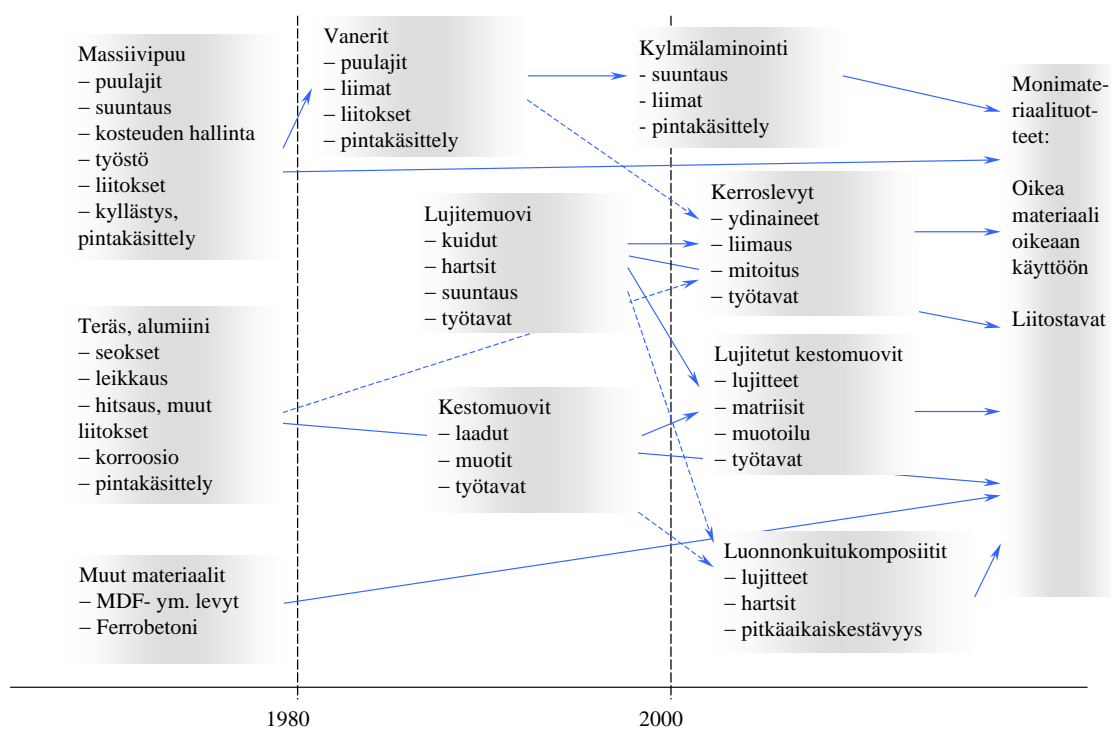 Massiivipuu
– puulajit
– suuntaus
– kosteuden hallinta
– työstö
– liitokset
– kyllästys,
pintakäsittely
Teräs, alumiini
– seokset
– leikkaus
– hitsaus, muut
liitokset
– korroosio
– pintakäsittely
Muut materiaalit
– MDF- ym. levyt
– Ferrobetoni
Vanerit
– puulajit
– liimat
– liitokset
– pintakäsittely
Lujitemuovi
– kuidut
– hartsit
– suuntaus
– työtavat
Kestomuovit
– laadut
– muotit
– työtavat
Kylmälaminointi
- suuntaus
- liimat
- pintakäsittely
Kerroslevyt
– ydinaineet
– liimaus
– mitoitus
– työtavat
Lujitetut kestomuovit
– lujitteet
– matriisit
– muotoilu
– työtavat
Luonnonkuitukomposiitit
– lujitteet
– hartsit
– pitkäaikaiskestävyys
Monimate-
riaalituot-
teet:
Oikea
materiaali
oikeaan
käyttöön
Liitostavat
1980
2000